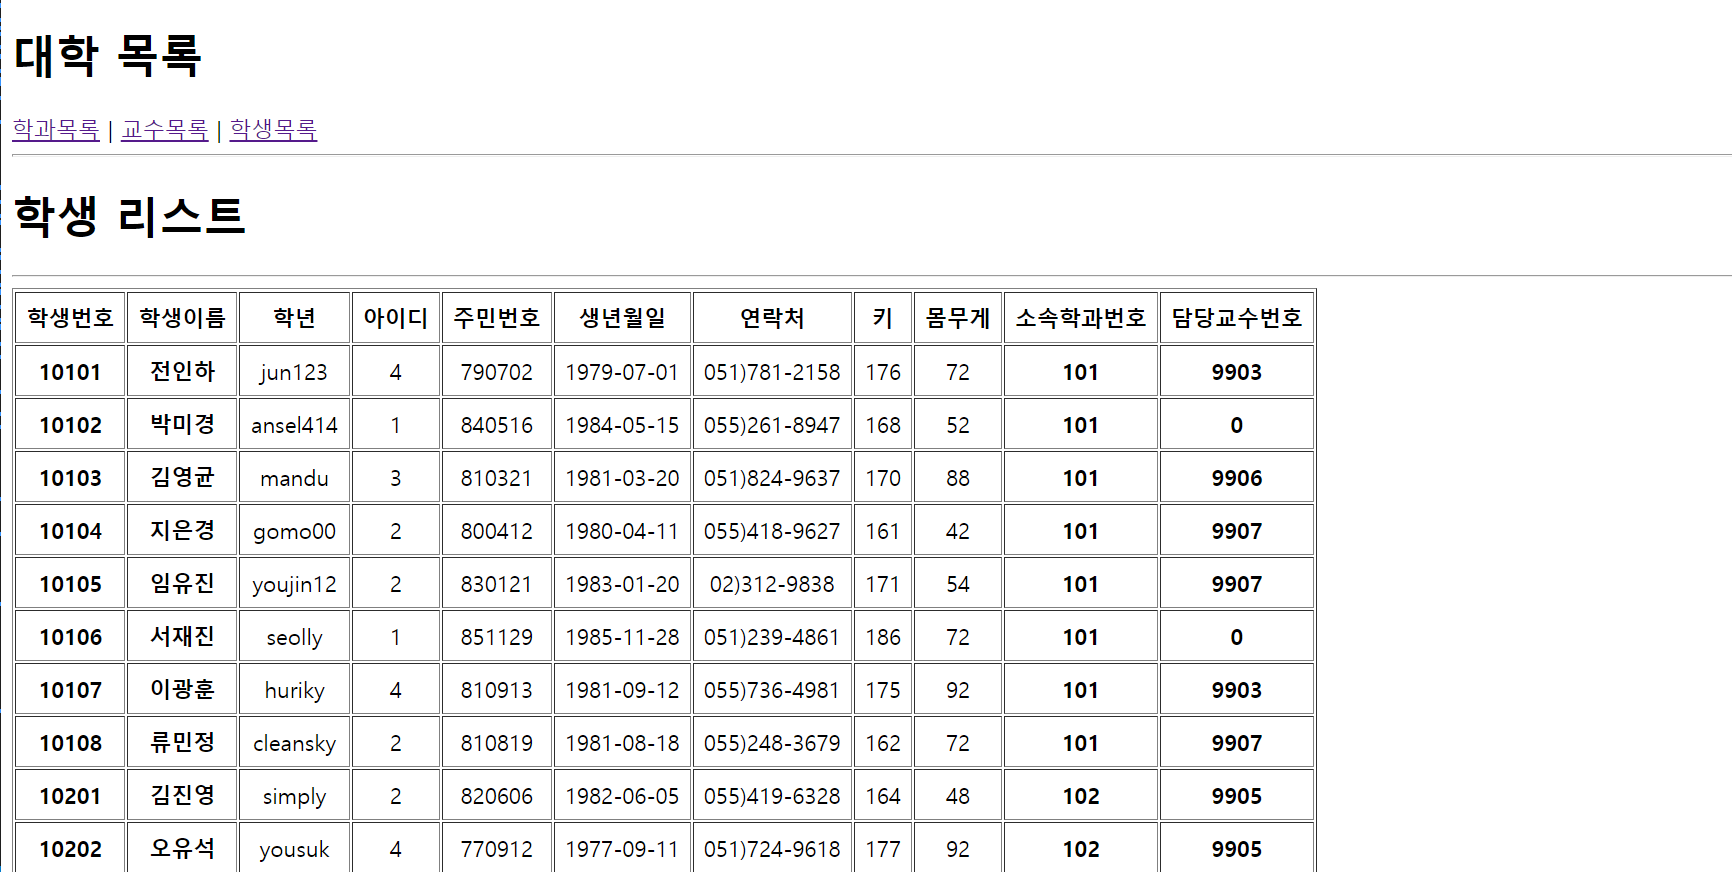 대학 목록
학과목록 | 교수목록 | 학생목록
학생 리스트
학생번호 학생이름 학년 아이디 주민번호 생년월일 연락처 키 몸무게 소속학과번호 담당교수번호
10101 전인하 jun123 4 790702 1979-07-01 051)781-2158 176 72 101 9903
10102 박미경 ansel414 1 840516 1984-05-15 055)261-8947 168 52 101 0
10103 김영균 mandu 3 810321 1981-03-20 051)824-9637 170 88 101 9906
10104 지은경 gomo00 2 800412 1980-04-11 055)418-9627 161 42 101 9907
10105 임유진 youjin12 2 830121 1983-01-20 02)312-9838 171 54 101 9907
10106 서재진 seolly 1 851129 1985-11-28 051)239-4861 186 72 101 0
10107 이광훈 huriky 4 810913 1981-09-12 055)736-4981 175 92 101 9903
10108 류민정 cleansky 2 810819 1981-08-18 055)248-3679 162 72 101 9907
10201 김진영 simply 2 820606 1982-06-05 055)419-6328 164 48 102 9905
10202 오유석 yousuk 4 770912 1977-09-11 051)724-9618 177 92 102 9905